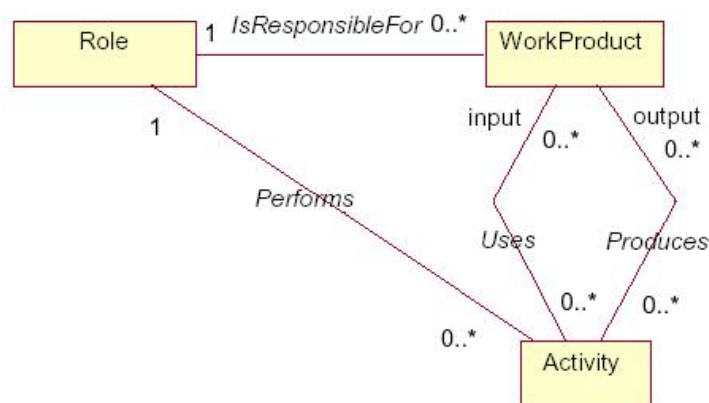 Role
1
IsResponsibleFor
0..*
WorkProduct
1
input
output
0..*
0..*
Performs
Uses
Produces
0..*
0..*
0..*
Activity